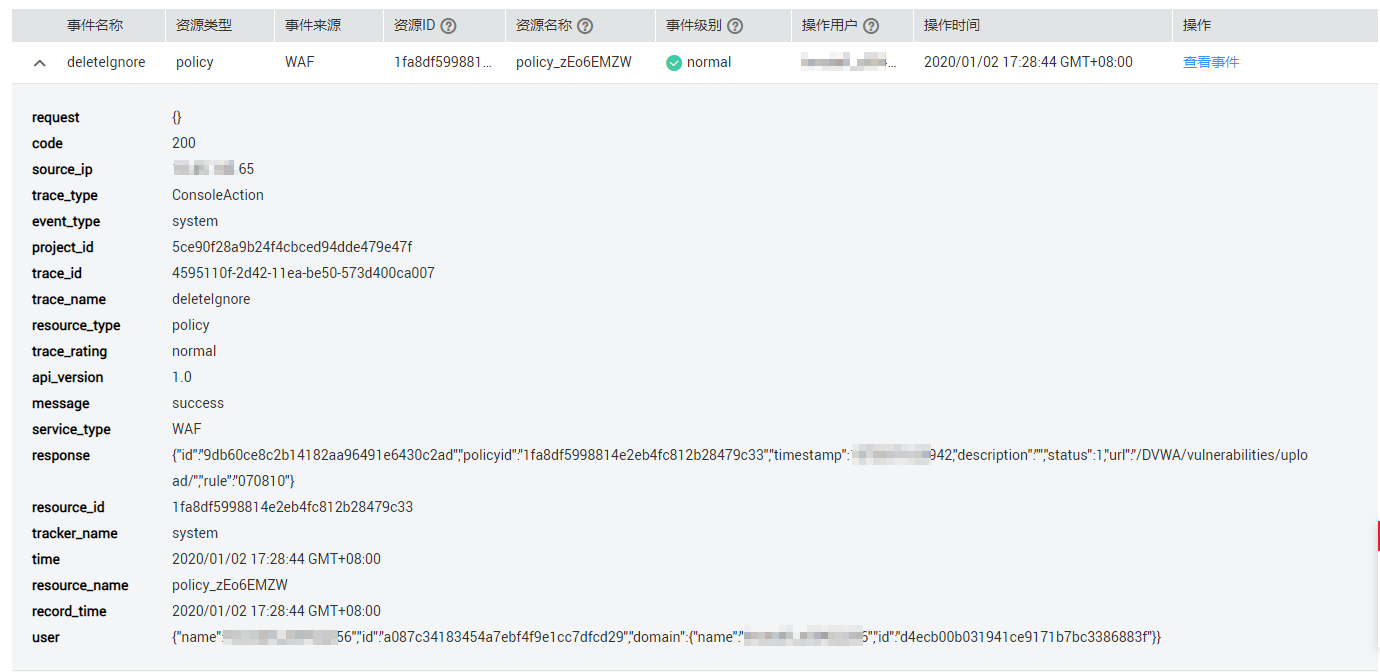 事件名称 资源类型 事件来源 资源ID ? 资源名称 ? 事件级别 ? 操作用户 ? 操作时间 操作
deleteIgnore policy WAF 1fa8df599881... policy_zEo6EMZW normal ... 2020/01/02 17:28:44 GMT+08:00 查看事件
request {}
code 200
source_ip .65
trace_type ConsoleAction
event_type system
project_id 5ce90f28a9b24f4cbced94dde479e47f
trace_id 4595110f-2d42-11ea-be50-573d400ca007
trace_name deleteIgnore
resource_type policy
trace_rating normal
api_version 1.0
message success
service_type WAF
response {"id":"9db60ce8c2b14182aa96491e6430c2ad","policyid":"1fa8df5998814e2eb4fc812b28479c33","timestamp":942,"description":"","status":1,"url":"/DVWA/vulnerabilities/uplo
ad/","rule":"070810"}
resource_id 1fa8df5998814e2eb4fc812b28479c33
tracker_name system
time 2020/01/02 17:28:44 GMT+08:00
resource_name policy_zEo6EMZW
record_time 2020/01/02 17:28:44 GMT+08:00
user {"name":56","id":"a087c34183454a7ebf4f9e1cc7dfcd29","domain":{"name":"6","id":"d4ecb00b031941ce9171b7bc3386883f"}}